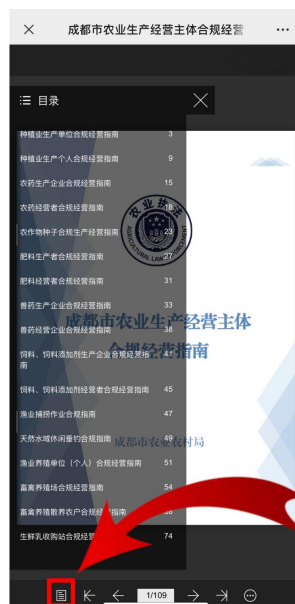 成都市农业生产经营主体合规经营
目录
种植业生产单位合规经营指南 3
种植业生产个人合规经营指南 9
农药生产企业合规经营指南 15
农药经营者合规经营指南 18
农作物种子合规生产经营指南 23
肥料生产者合规经营指南 27
肥料经营者合规经营指南 31
兽药生产企业合规经营指南 33
兽药经营企业合规经营指南 38
饲料、饲料添加剂生产企业合规经营指
南
饲料、饲料添加剂经营者合规经营指南 45
渔业捕捞作业合规指南 47
天然水域休闲垂钓合规指南
渔业养殖单位（个人）合规经营指南 51
畜禽养殖场合规经营指南 54
畜禽养殖散养农户合规经营指南
生鲜乳收购站合规经营 74
农业执法
AGRICULTURAL LAW ENFORCEMENT
成都市农业生产经营主体
合规经营指南
成都市农业农村局
1/109